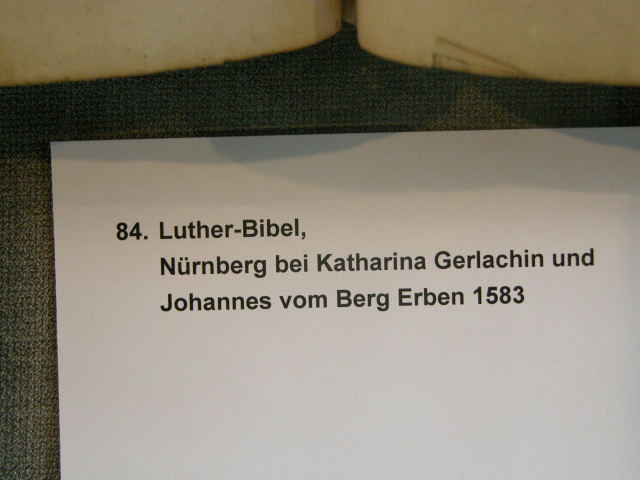 84. Luther-Bibel,
Nürnberg bei Katharina Gerlachin und
Johannes vom Berg Erben 1583